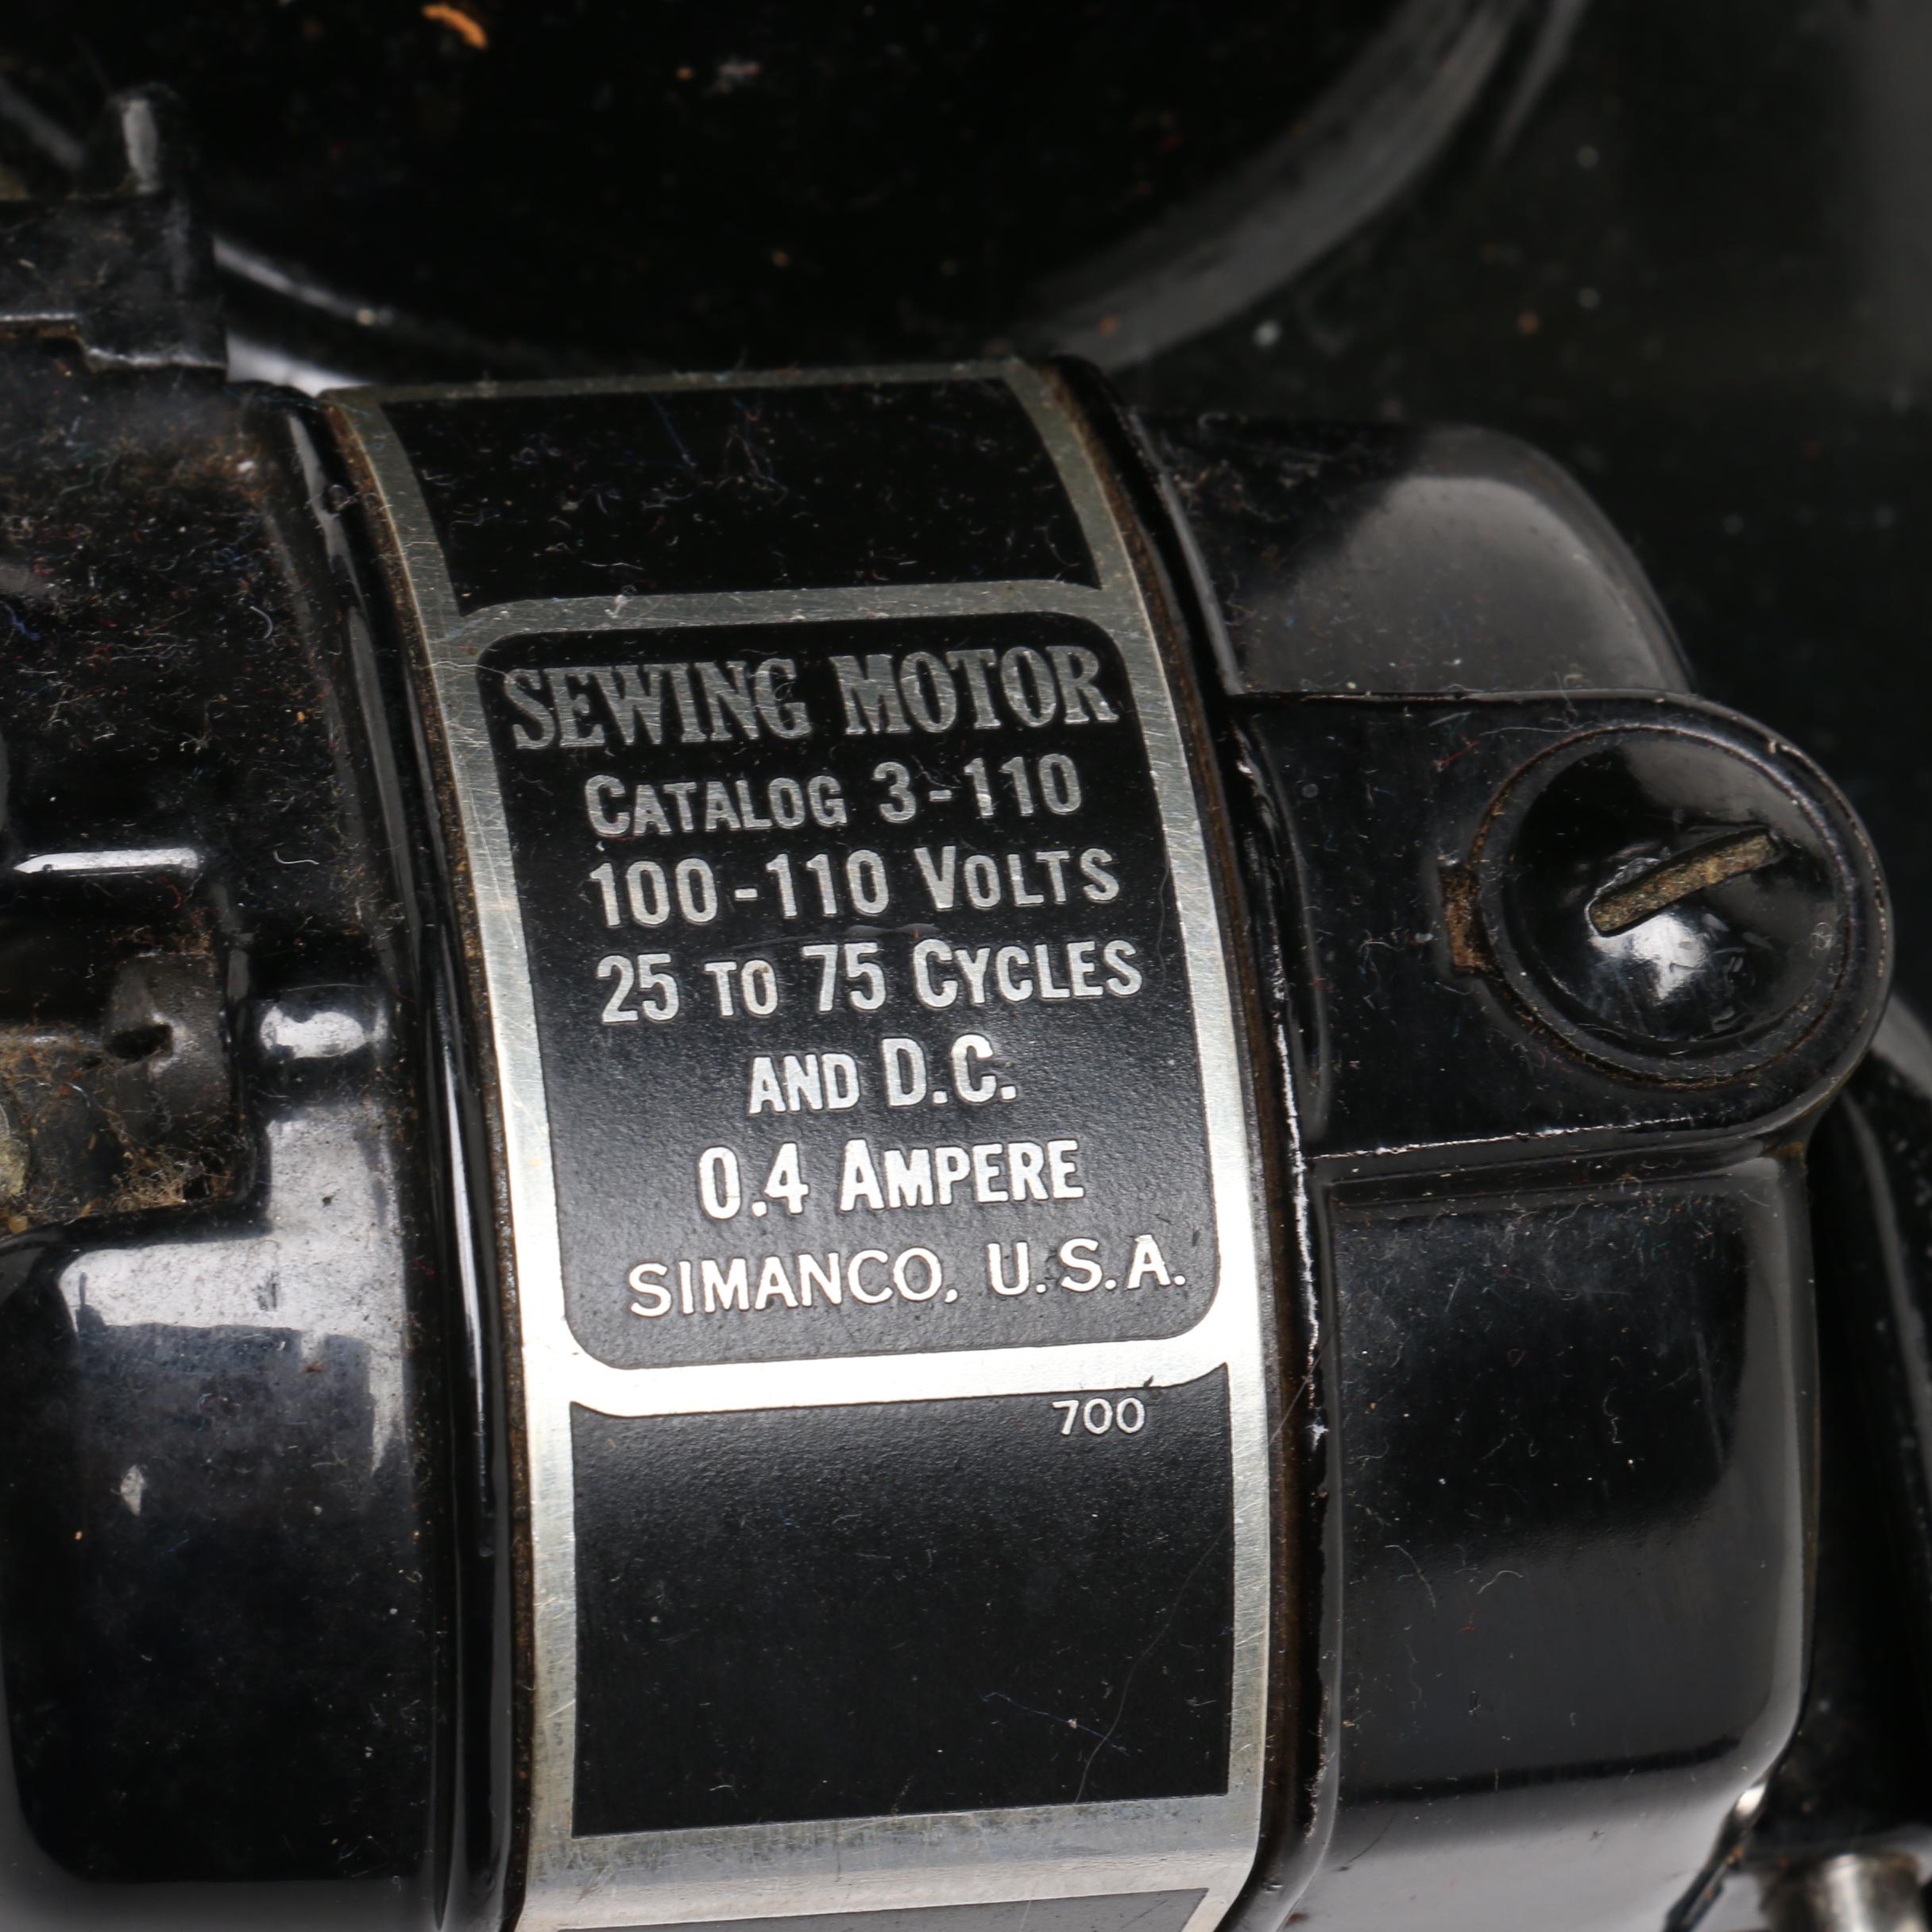 SEWING MOTOR
CATALOG 3-110
100-110 VOLTS
25 TO 75 CYCLES
AND D.C.
0.4 AMPERE
SIMANCO, U.S.A.
700